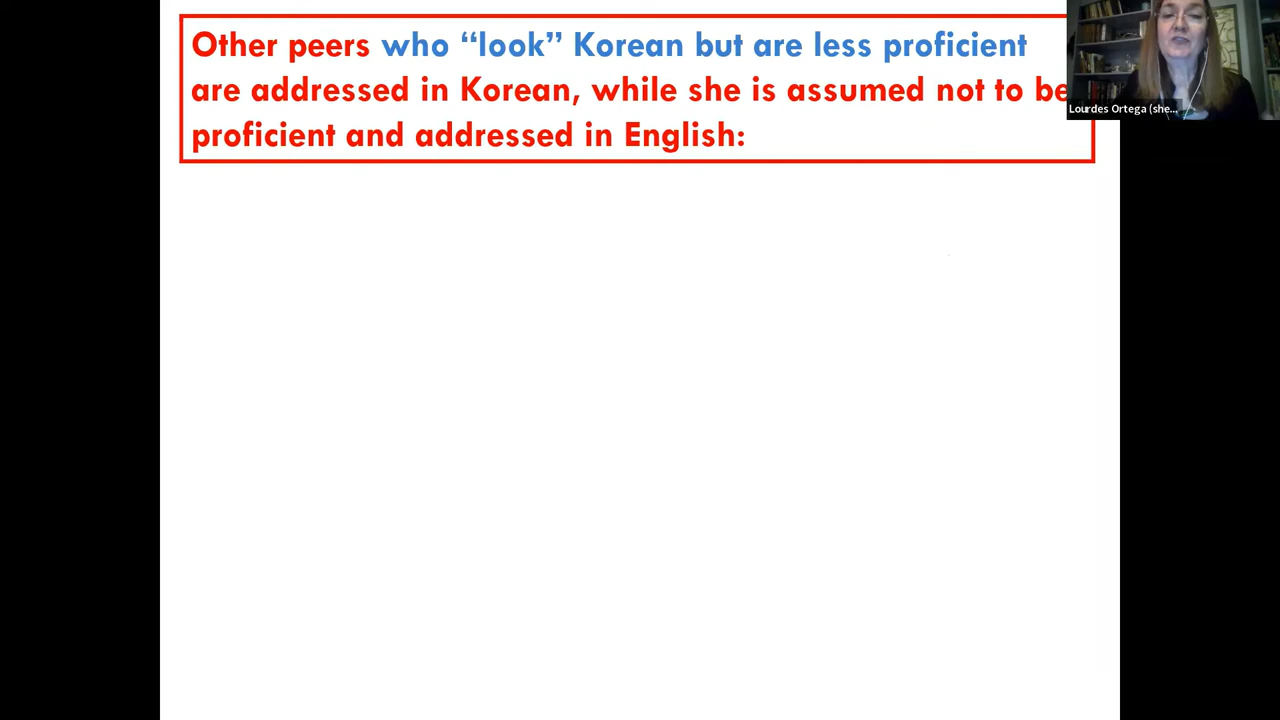 Other peers who “look” Korean but are less proficient
are addressed in Korean, while she is assumed not to be
proficient and addressed in English:
Lourdes Ortega (she...